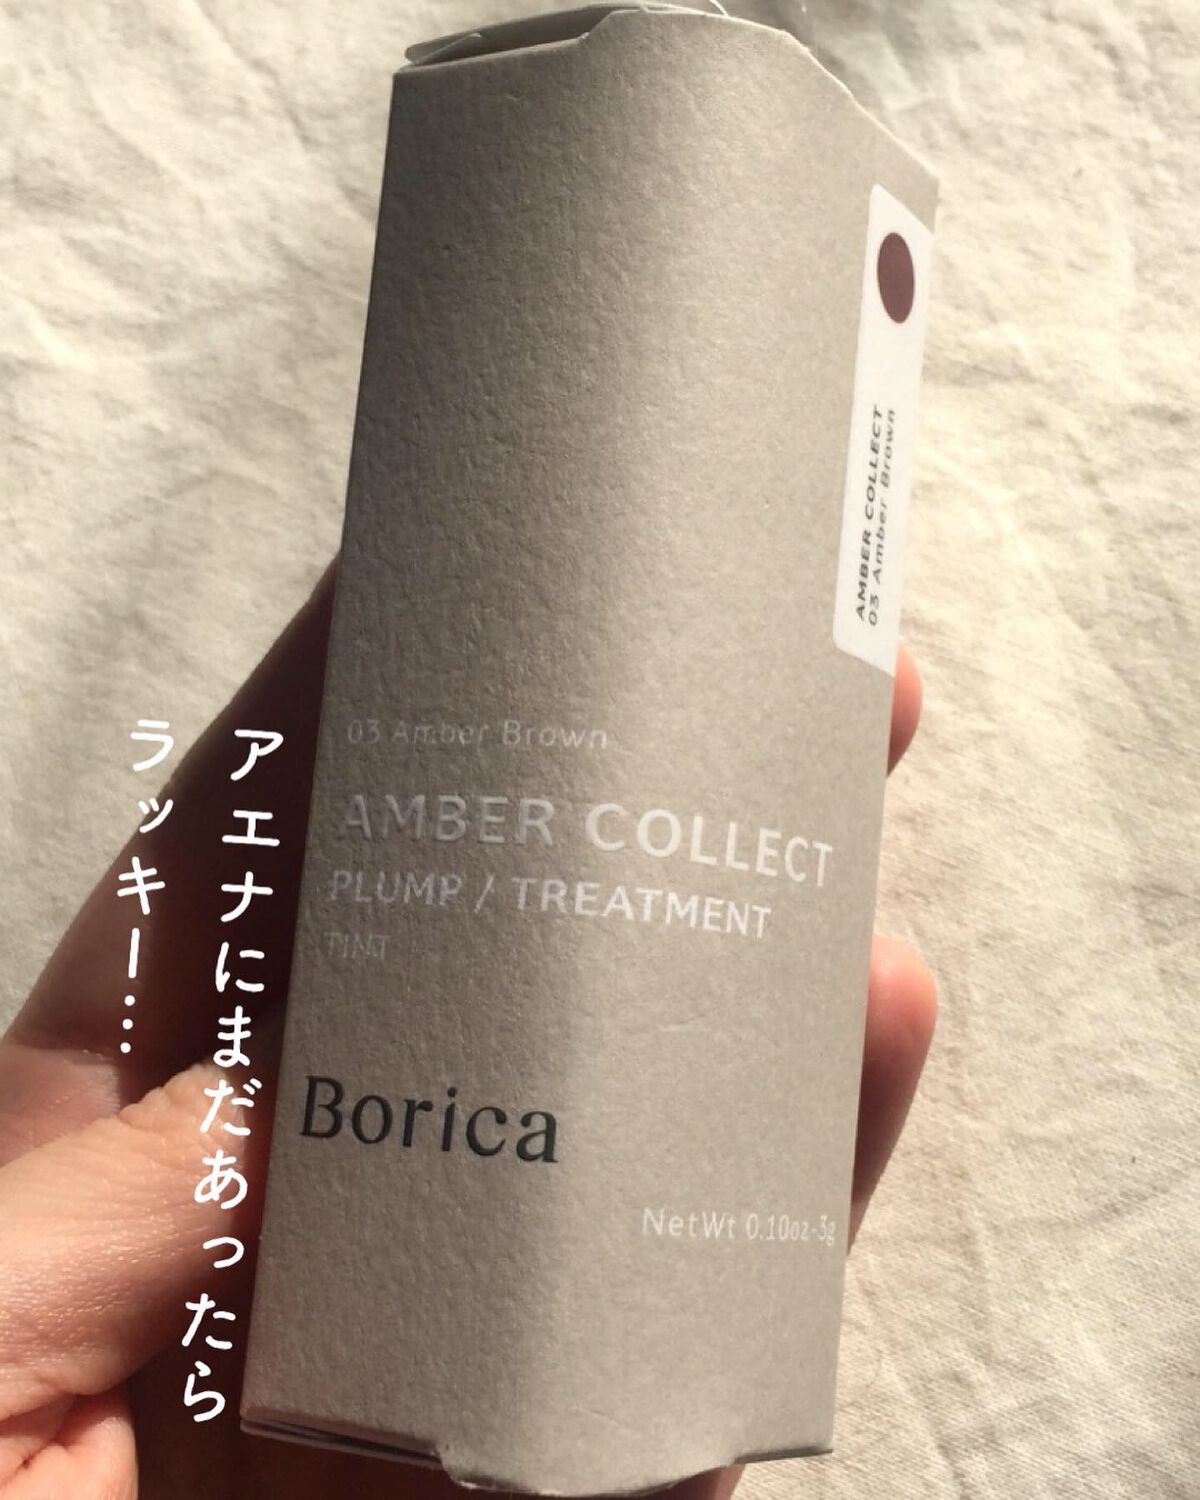 アエナにまだあったら
ラッキー…
03 Amber Brown
AMBER COLLECT
PLUMP / TREATMENT
TINT
Borica
NetWt 0.10oz-3g
AMBER COLLECT
03 Amber Brown